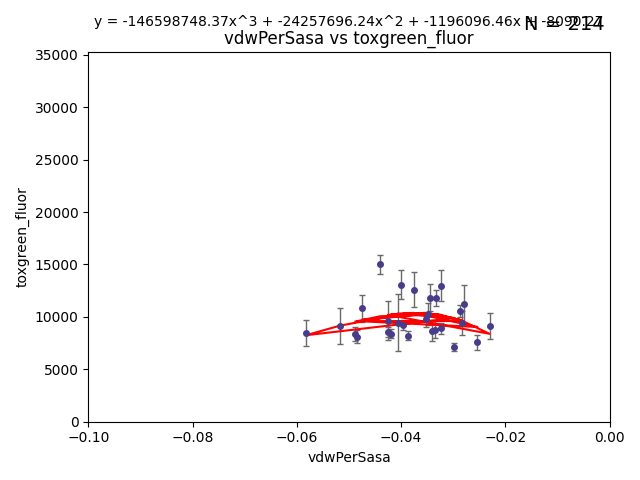 y = -146598748.37x^3 + -24257696.24x^2 + -1196096.46x
N = 214
vdwPerSasa vs toxgreen_fluor
35000
30000
25000
20000
15000
10000
5000
0
toxgreen_fluor
−0.10
−0.08
−0.06
−0.04
−0.02
0.00
vdwPerSasa